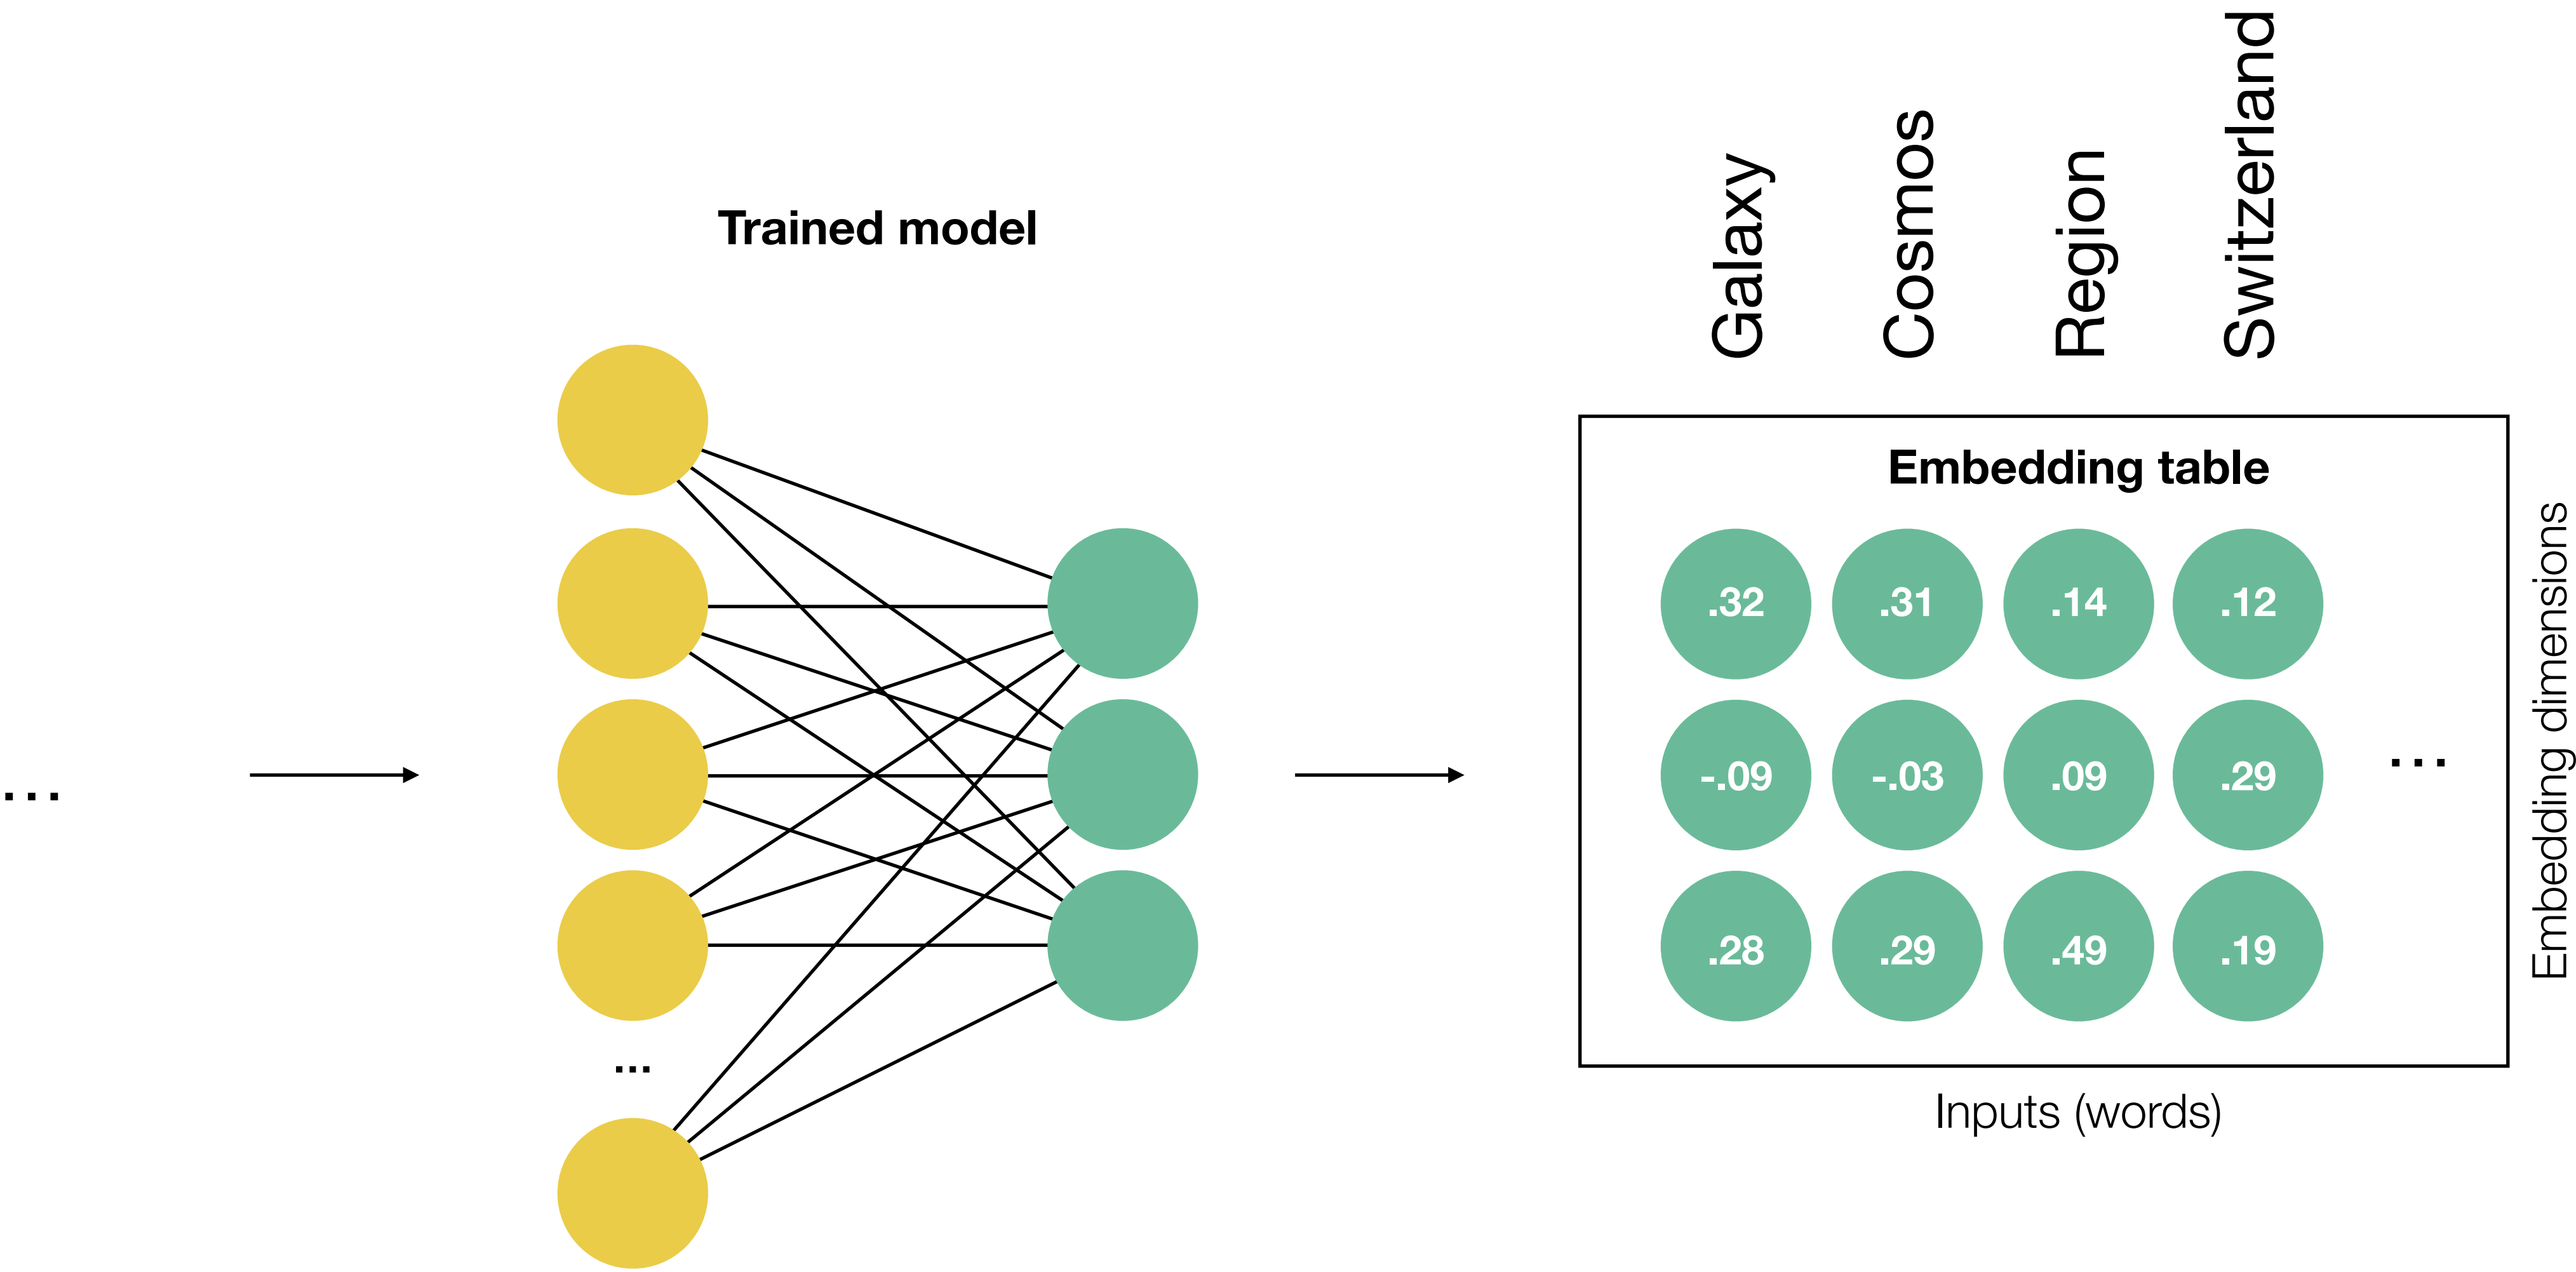 Trained model
Galaxy
Cosmos
Region
Switzerland
Embedding table
.32 .31 .14 .12
-.09 -.03 .09 .29 ...
.28 .29 .49 .19
Embedding dimensions
Inputs (words)
...
...